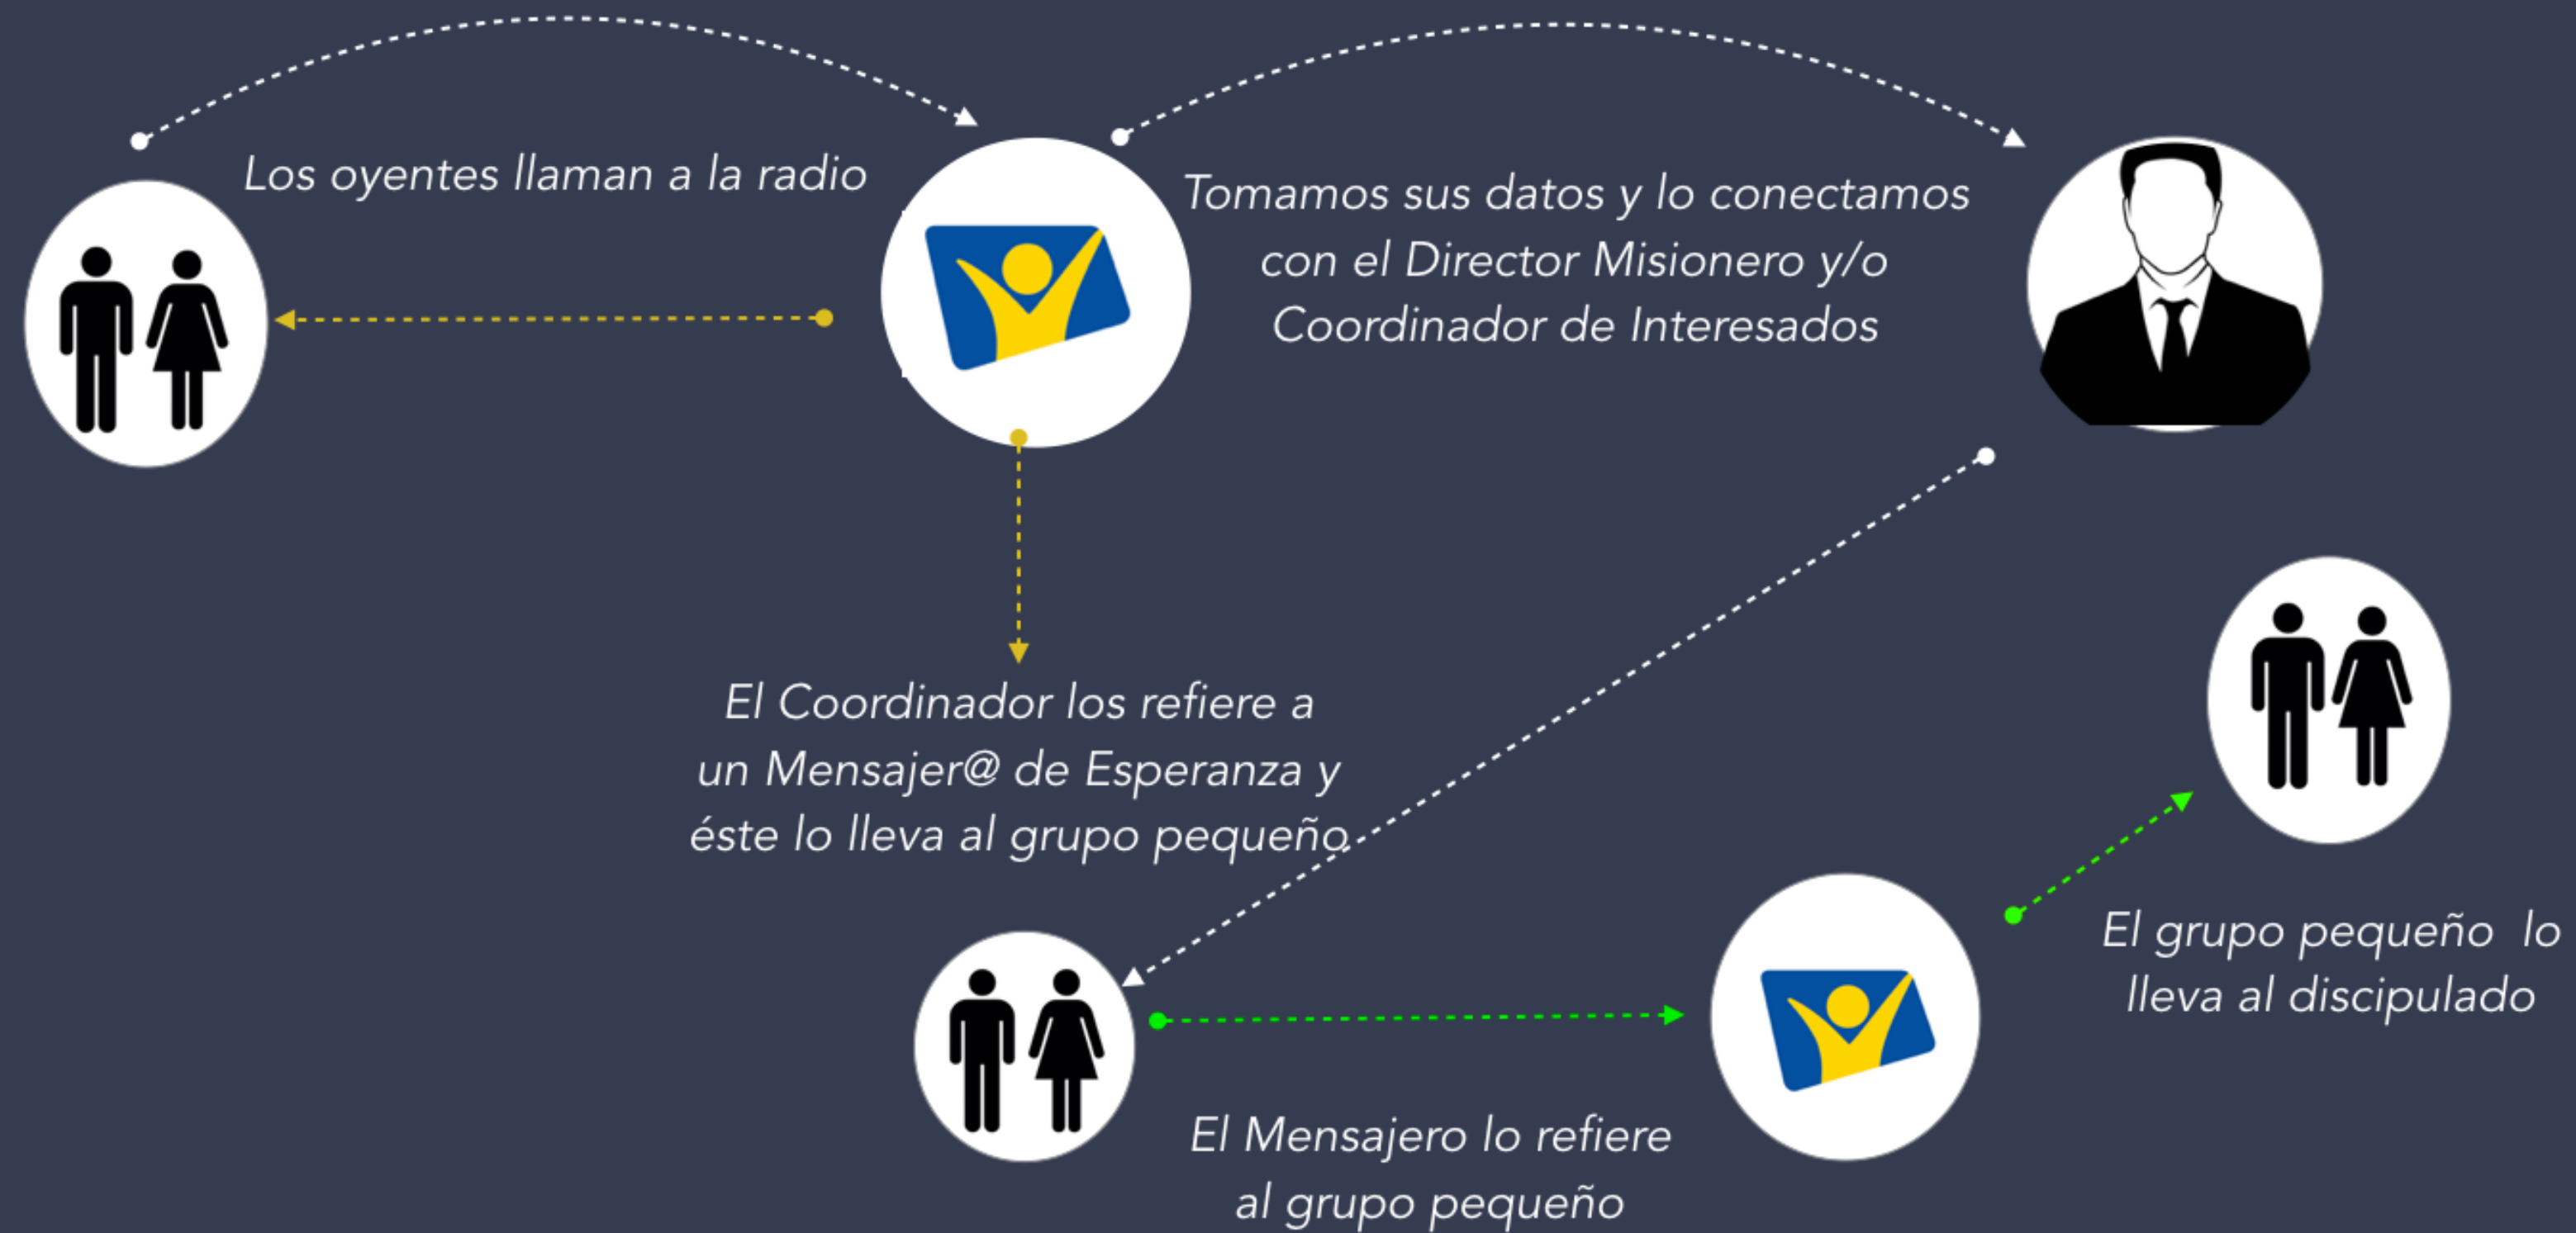 Los oyentes llaman a la radio
Tomamos sus datos y lo conectamos
con el Director Misionero y/o
Coordinador de Interesados
El Coordinador los refiere a
un Mensajer@ de Esperanza y
éste lo lleva al grupo pequeño
El grupo pequeño lo
lleva al discipulado
El Mensajero lo refiere
al grupo pequeño